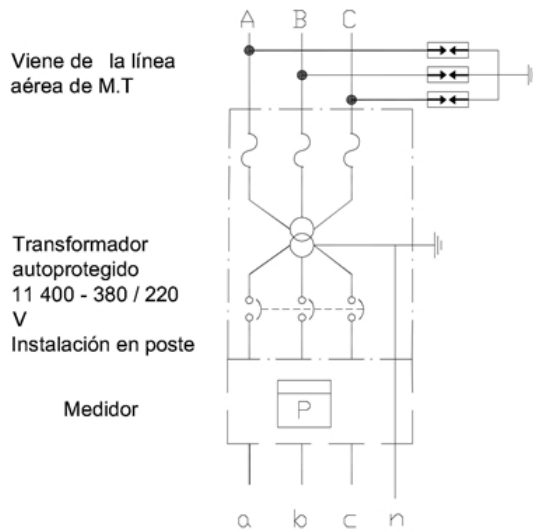 A B C
Viene de la línea
aérea de M.T
Transformador
autoprotegido
11 400 - 380 / 220
V
Instalación en poste
Medidor
P
a b c n